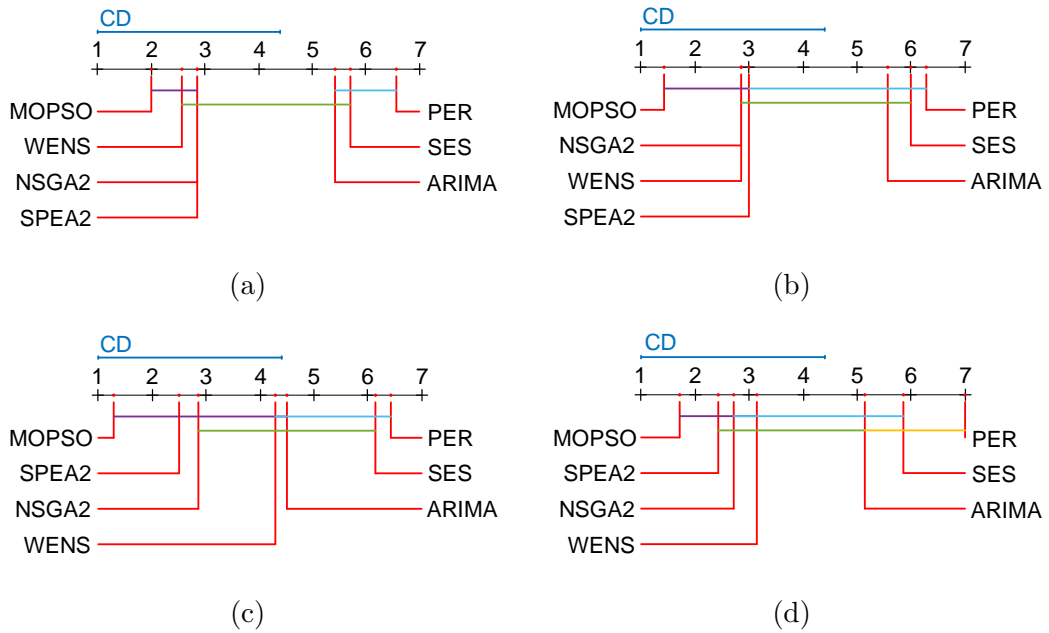 CD
1 2 3 4 5 6 7
MOPSO PER
WENS SES
NSGA2 ARIMA
SPEA2
(a)
CD
1 2 3 4 5 6 7
MOPSO PER
NSGA2 SES
WENS ARIMA
SPEA2
(b)
CD
1 2 3 4 5 6 7
MOPSO PER
SPEA2 SES
NSGA2 ARIMA
WENS
(c)
CD
1 2 3 4 5 6 7
MOPSO PER
SPEA2 SES
NSGA2 ARIMA
WENS
(d)